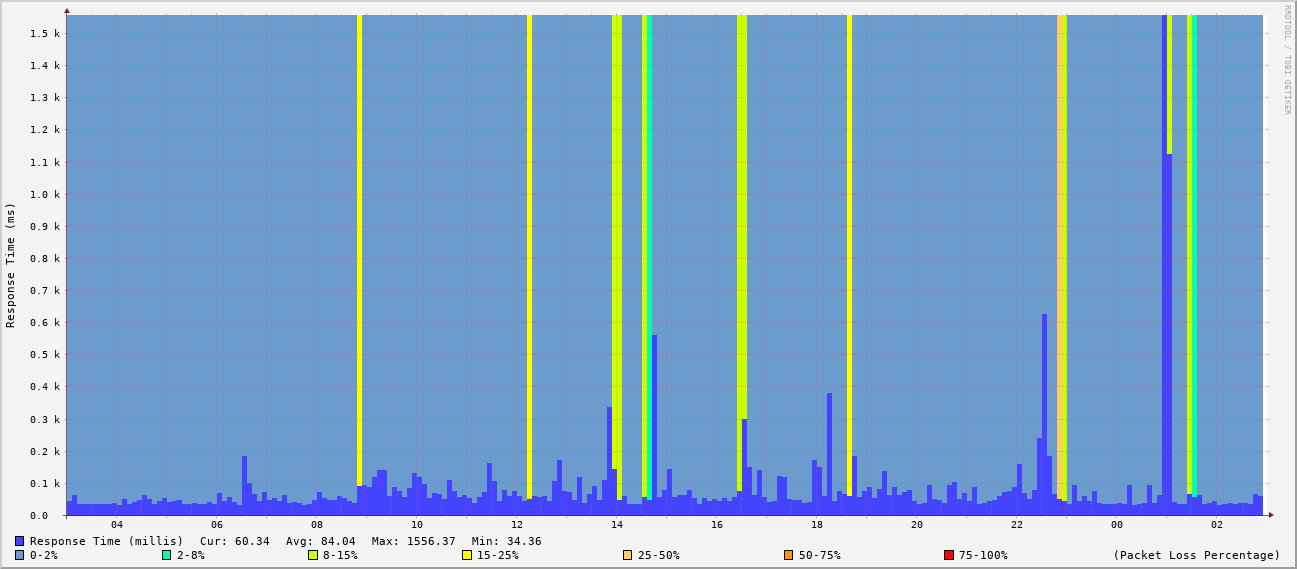 RRDTOOL / TOBI OETIKER
Response Time (ms)
1.5 k
1.4 k
1.3 k
1.2 k
1.1 k
1.0 k
0.9 k
0.8 k
0.7 k
0.6 k
0.5 k
0.4 k
0.3 k
0.2 k
0.1 k
0.0
04 06 08 10 12 14 16 18 20 22 00 02
Response Time (millis) Cur: 60.34 Avg: 84.04 Max: 1556.37 Min: 34.36
0-2% 2-8% 8-15% 15-25% 25-50% 50-75% 75-100% (Packet Loss Percentage)